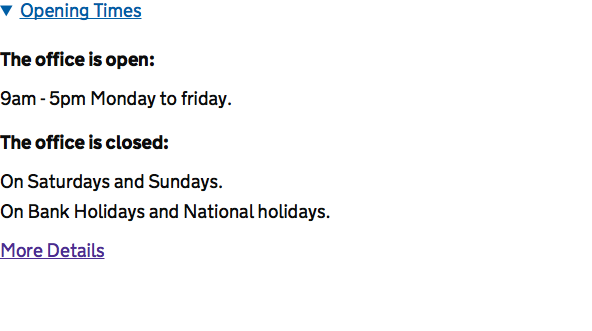 Opening Times
The office is open:
9am - 5pm Monday to friday.
The office is closed:
On Saturdays and Sundays.
On Bank Holidays and National holidays.
More Details